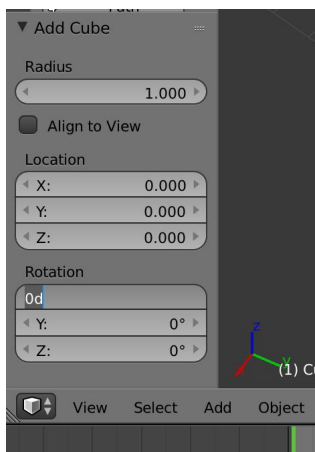 Add Cube
Radius
1.000
Align to View
Location
X: 0.000
Y: 0.000
Z: 0.000
Rotation
0d
Y: 0°
Z: 0°
z
y
(1) C
View Select Add Object